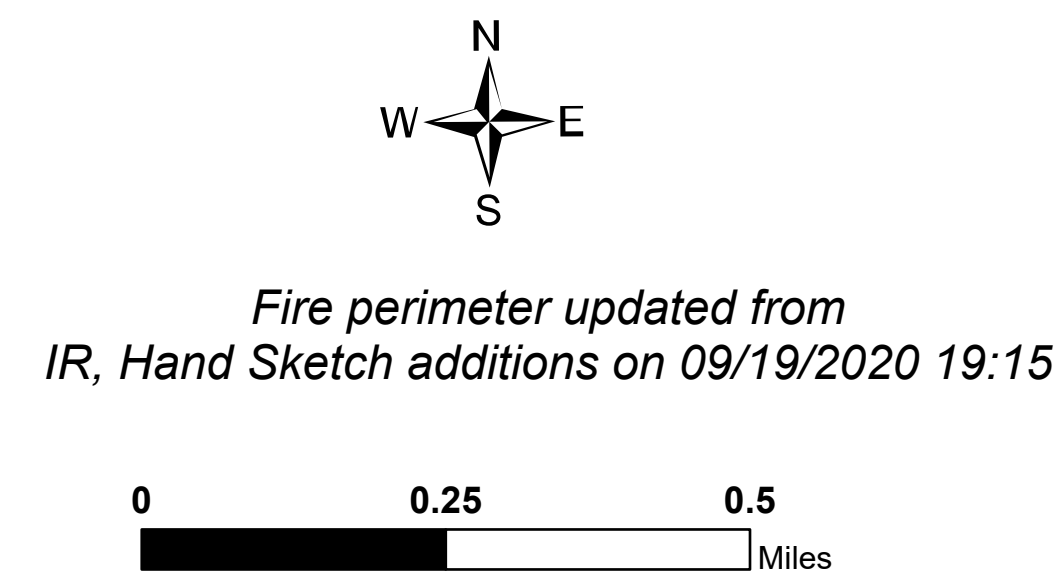 N
W E
S
Fire perimeter updated from
IR, Hand Sketch additions on 09/19/2020 19:15
0 0.25 0.5
Miles